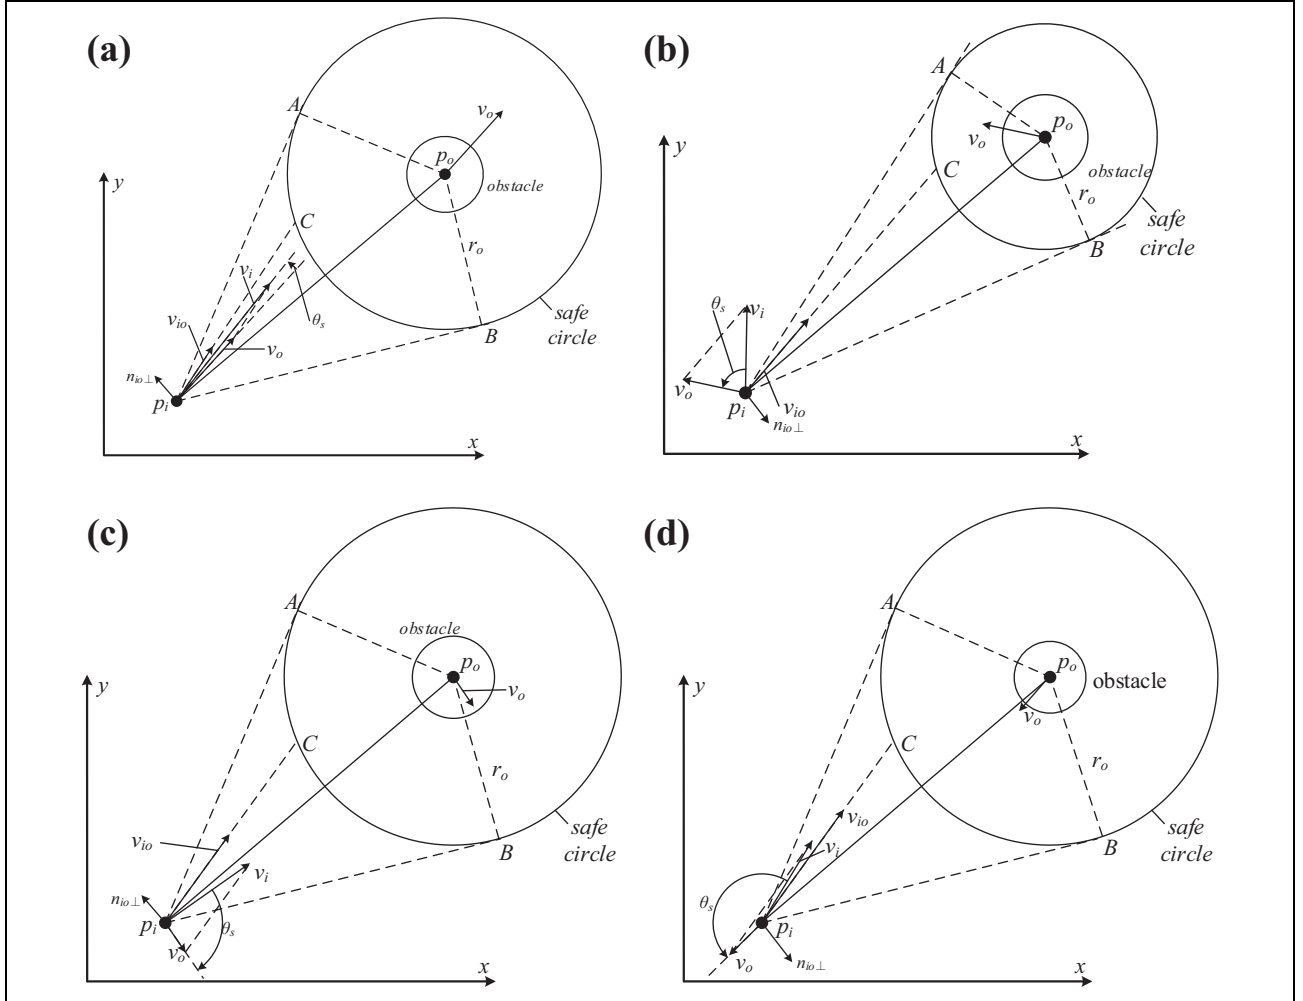 (a)
A
v_o
p_o
obstacle
y
C
r_o
v_i
θ_s
safe
circle
v_io
v_o
B
n_io⊥
p_i
x
(b)
A
p_o
v_o
y
C
obstacle
r_o
safe
circle
B
θ_s
v_i
v_o
p_i
v_io
n_io⊥
x
(c)
A
obstacle
p_o
v_o
y
C
r_o
safe
circle
v_io
B
v_i
n_io⊥
p_i
θ_s
v_o
x
(d)
A
p_o
obstacle
v_o
y
C
r_o
v_io
safe
circle
v_i
B
θ_s
p_i
v_o
n_io⊥
x